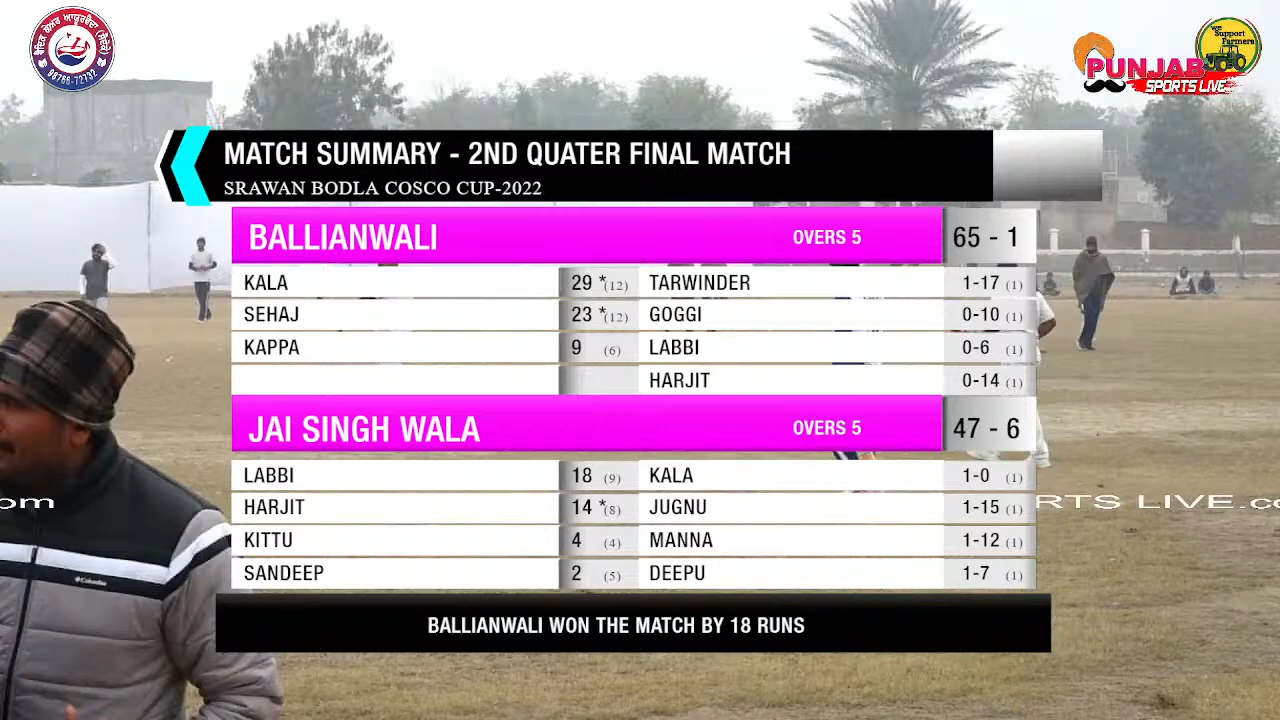 98766-72732
we
Support
Farmers
PUNJAB
SPORTS LIVE
MATCH SUMMARY - 2ND QUATER FINAL MATCH
SRAWAN BODLA COSCO CUP-2022
BALLIANWALI OVERS 5 65 - 1
KALA 29 *(12) TARWINDER 1-17 (1)
SEHAJ 23 *(12) GOGGI 0-10 (1)
KAPPA 9 (6) LABBI 0-6 (1)
HARJIT 0-14 (1)
JAI SINGH WALA OVERS 5 47 - 6
LABBI 18 (9) KALA 1-0 (1)
HARJIT 14 *(8) JUGNU 1-15 (1)
om RTS LIVE.co
KITTU 4 (4) MANNA 1-12 (1)
SANDEEP 2 (5) DEEPU 1-7 (1)
Columbia
BALLIANWALI WON THE MATCH BY 18 RUNS